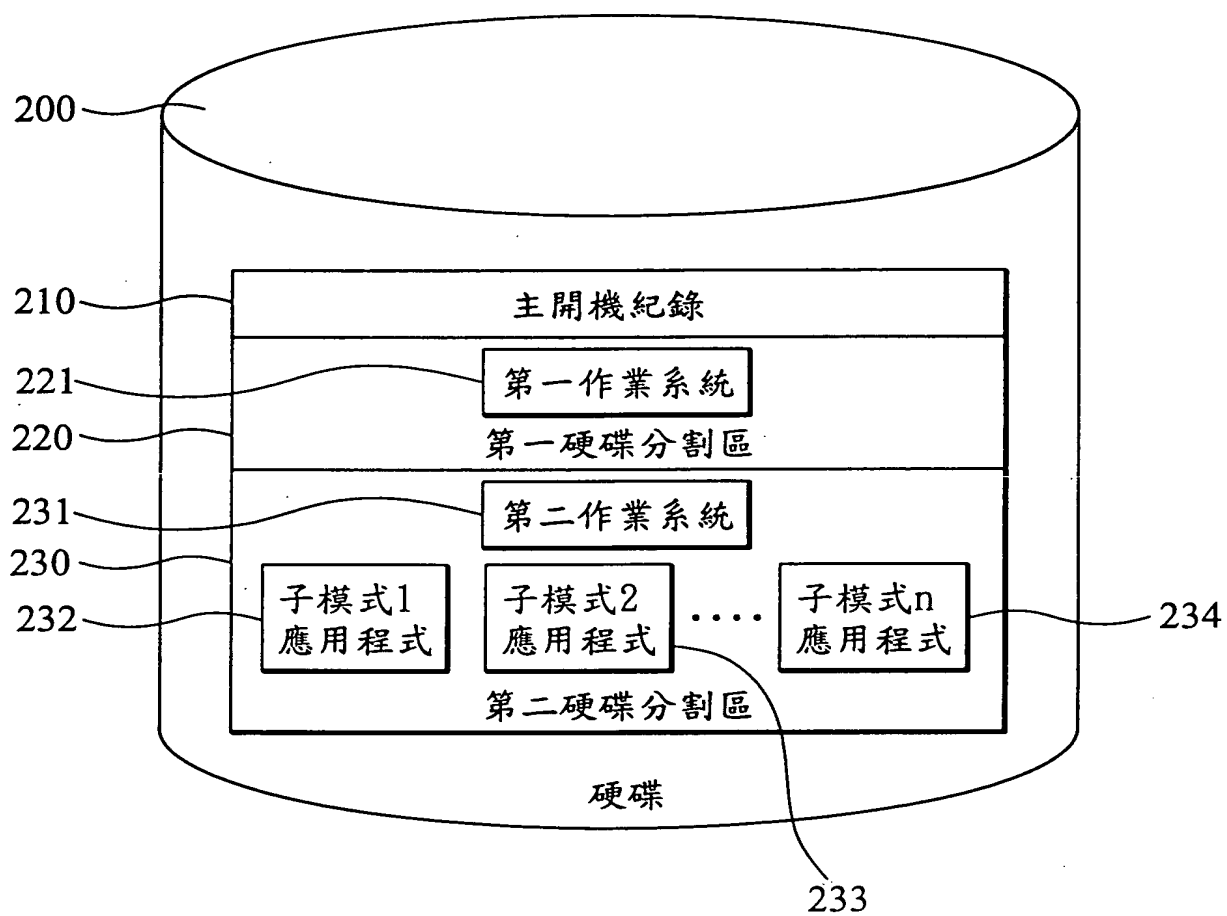 200
210
主開機紀錄
221
第一作業系統
220
第一硬碟分割區
231
第二作業系統
230
232
子模式1
應用程式
子模式2
應用程式
....
子模式n
應用程式
234
第二硬碟分割區
硬碟
233